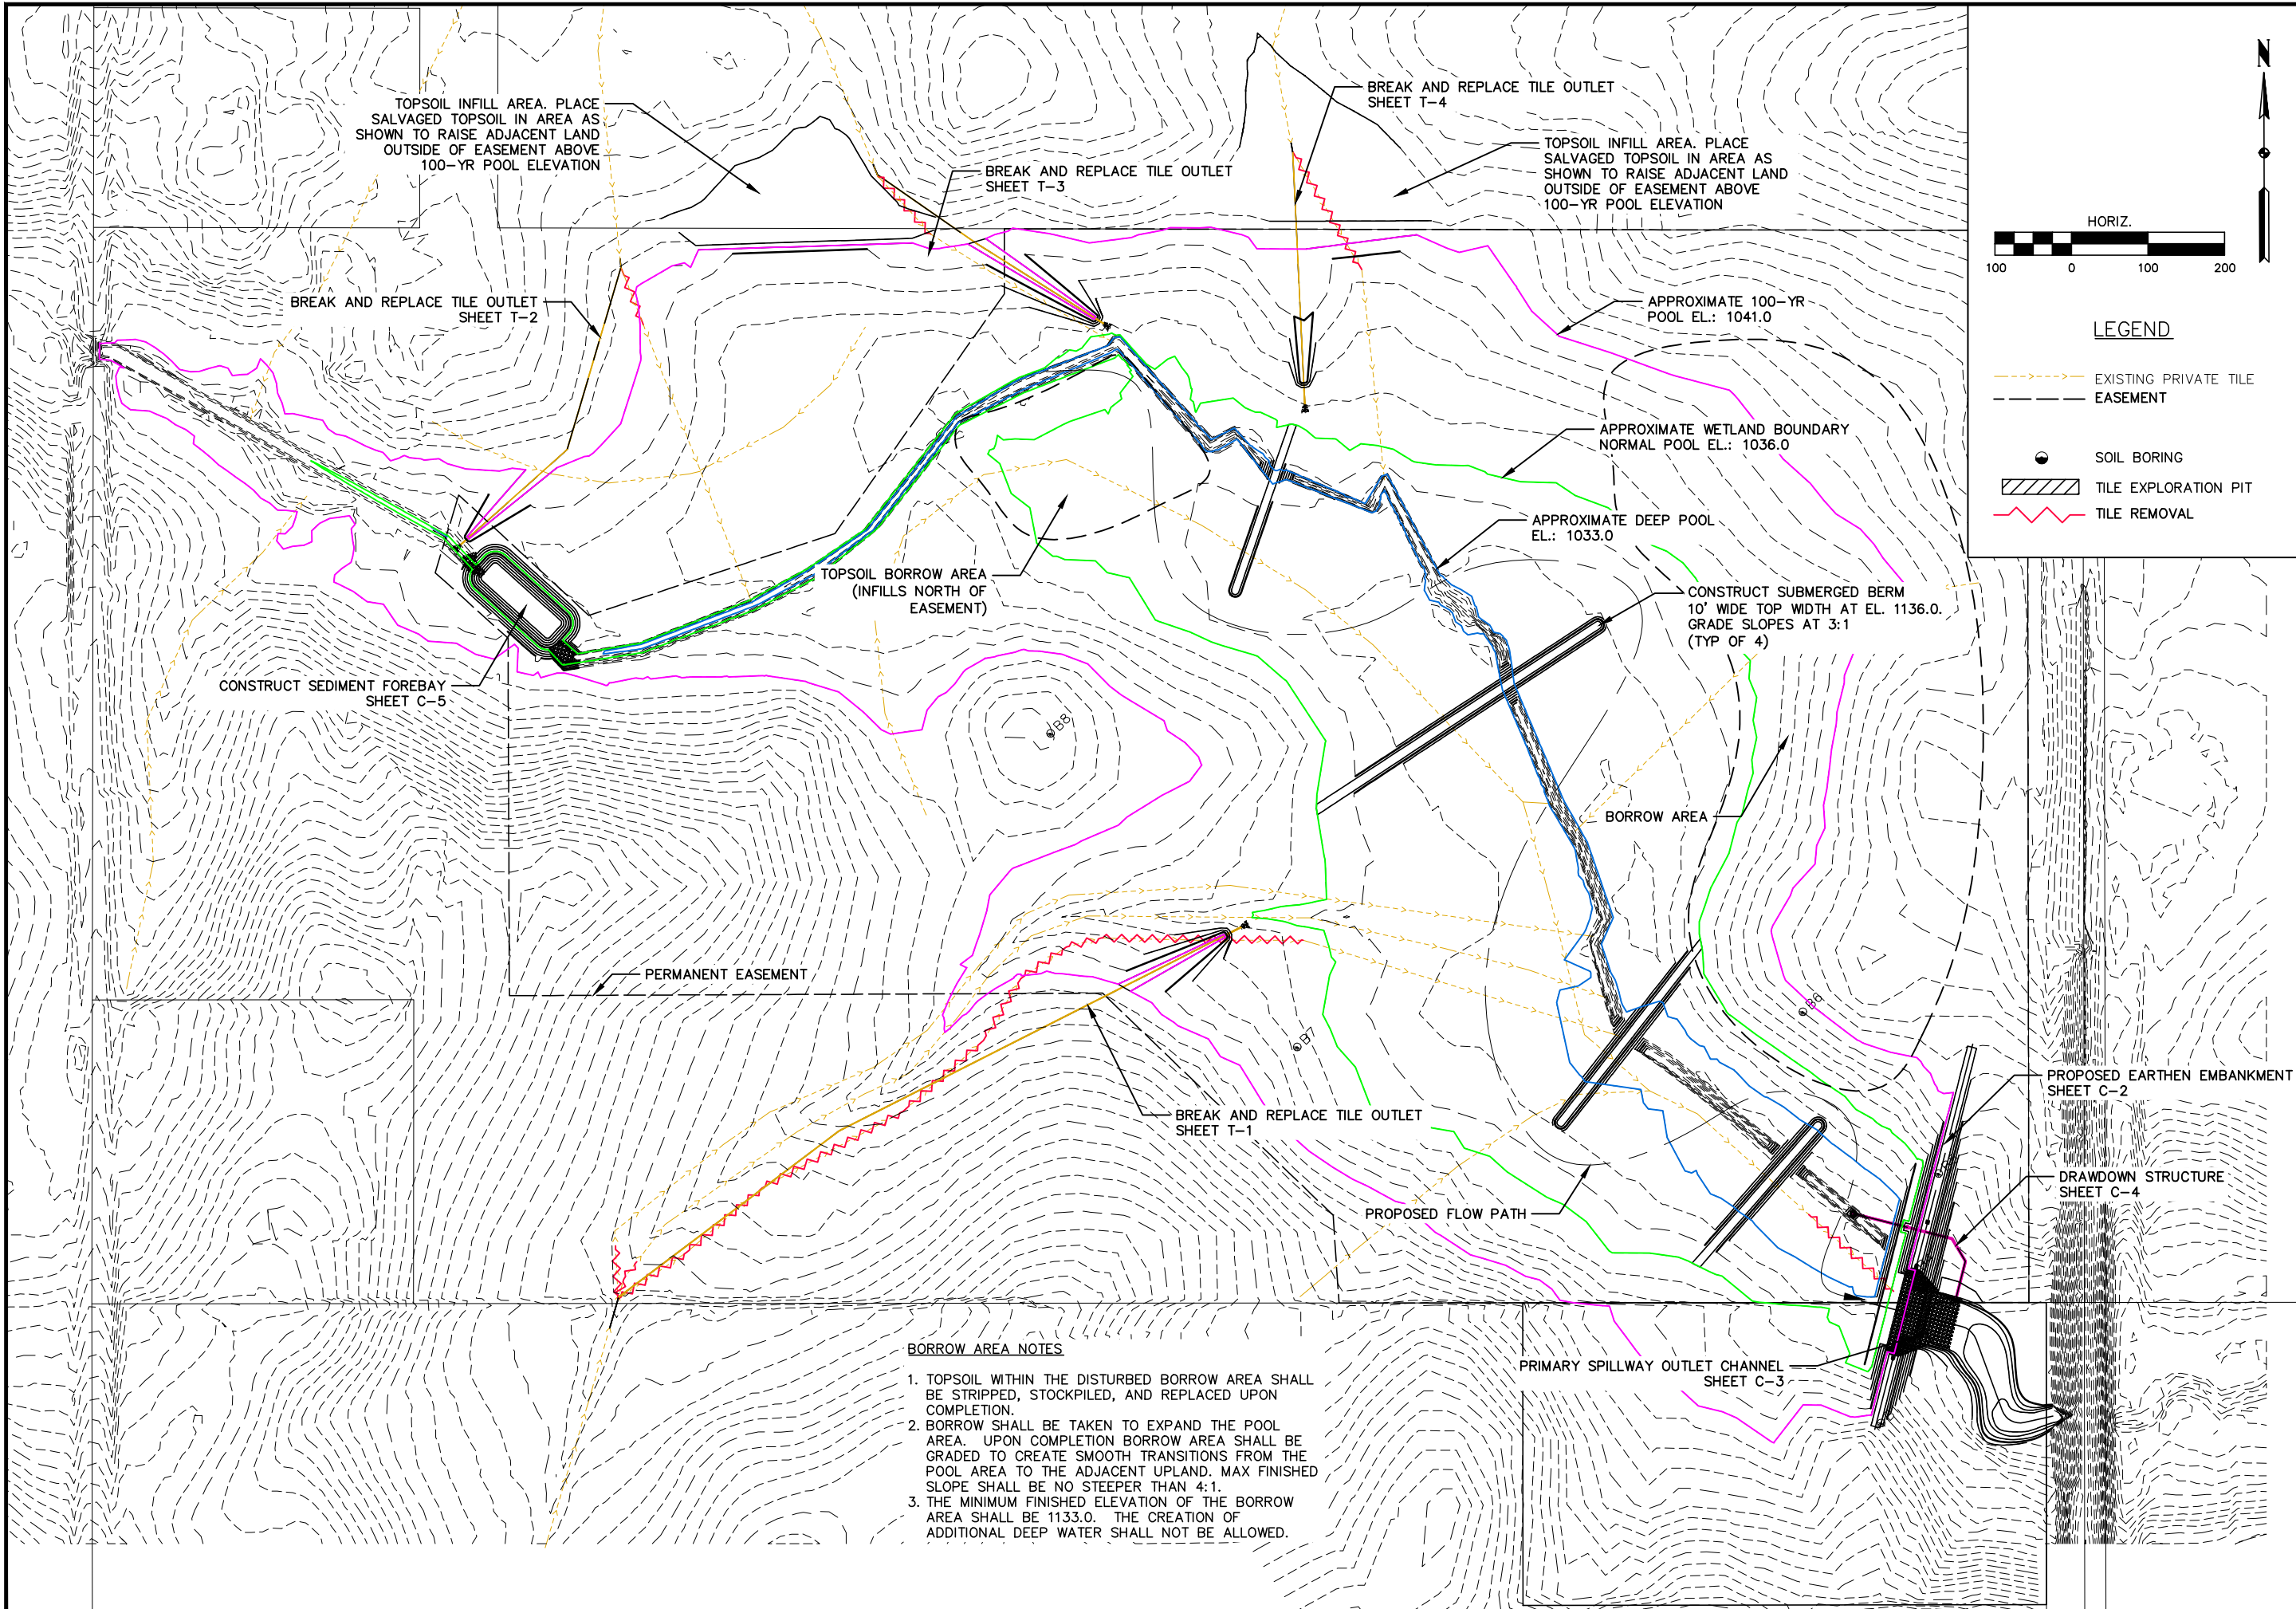 TOPSOIL INFILL AREA. PLACE
SALVAGED TOPSOIL IN AREA AS
SHOWN TO RAISE ADJACENT LAND
OUTSIDE OF EASEMENT ABOVE
100-YR POOL ELEVATION
BREAK AND REPLACE TILE OUTLET
SHEET T-3
BREAK AND REPLACE TILE OUTLET
SHEET T-4
TOPSOIL INFILL AREA. PLACE
SALVAGED TOPSOIL IN AREA AS
SHOWN TO RAISE ADJACENT LAND
OUTSIDE OF EASEMENT ABOVE
100-YR POOL ELEVATION
N
HORIZ.
100 0 100 200
LEGEND
EXISTING PRIVATE TILE
EASEMENT
SOIL BORING
TILE EXPLORATION PIT
TILE REMOVAL
BREAK AND REPLACE TILE OUTLET
SHEET T-2
APPROXIMATE 100-YR
POOL EL.: 1041.0
APPROXIMATE WETLAND BOUNDARY
NORMAL POOL EL.: 1036.0
APPROXIMATE DEEP POOL
EL.: 1033.0
TOPSOIL BORROW AREA
(INFILLS NORTH OF
EASEMENT)
CONSTRUCT SUBMERGED BERM
10' WIDE TOP WIDTH AT EL. 1136.0.
GRADE SLOPES AT 3:1
(TYP OF 4)
CONSTRUCT SEDIMENT FOREBAY
SHEET C-5
B8
BORROW AREA
PERMANENT EASEMENT
B6
B7
BREAK AND REPLACE TILE OUTLET
SHEET T-1
PROPOSED EARTHEN EMBANKMENT
SHEET C-2
DRAWDOWN STRUCTURE
SHEET C-4
PROPOSED FLOW PATH
PRIMARY SPILLWAY OUTLET CHANNEL
SHEET C-3
BORROW AREA NOTES
1. TOPSOIL WITHIN THE DISTURBED BORROW AREA SHALL
BE STRIPPED, STOCKPILED, AND REPLACED UPON
COMPLETION.
2. BORROW SHALL BE TAKEN TO EXPAND THE POOL
AREA. UPON COMPLETION BORROW AREA SHALL BE
GRADED TO CREATE SMOOTH TRANSITIONS FROM THE
POOL AREA TO THE ADJACENT UPLAND. MAX FINISHED
SLOPE SHALL BE NO STEEPER THAN 4:1.
3. THE MINIMUM FINISHED ELEVATION OF THE BORROW
AREA SHALL BE 1133.0. THE CREATION OF
ADDITIONAL DEEP WATER SHALL NOT BE ALLOWED.